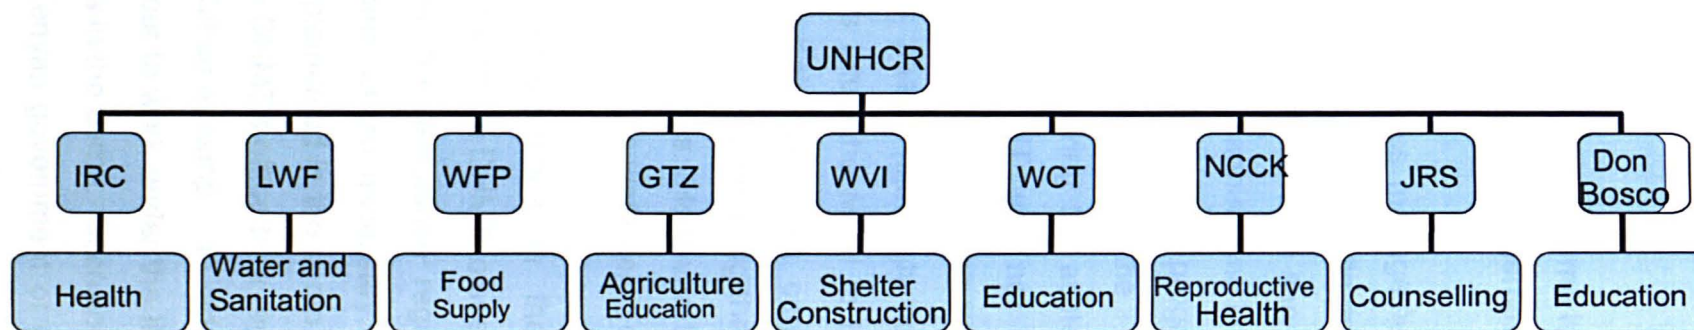 UNHCR
IRC
LWF
WFP
GTZ
WVI
WCT
NCCK
JRS
Don
Bosco
Health
Water and
Sanitation
Food
Supply
Agriculture
Education
Shelter
Construction
Education
Reproductive
Health
Counselling
Education